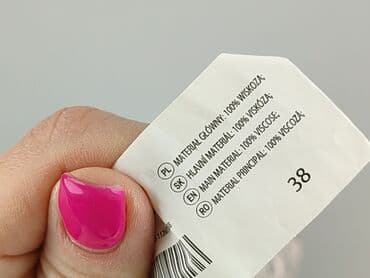 PL MATERIAŁ GŁÓWNY: 100% WISKOZA;
SK HLAVNÍ MATERIÁL: 100% VISKÓZA;
EN MAIN MATERIAL: 100% VISCOSE;
RO MATERIAL PRINCIPAL: 100% VISCOZĂ;
38